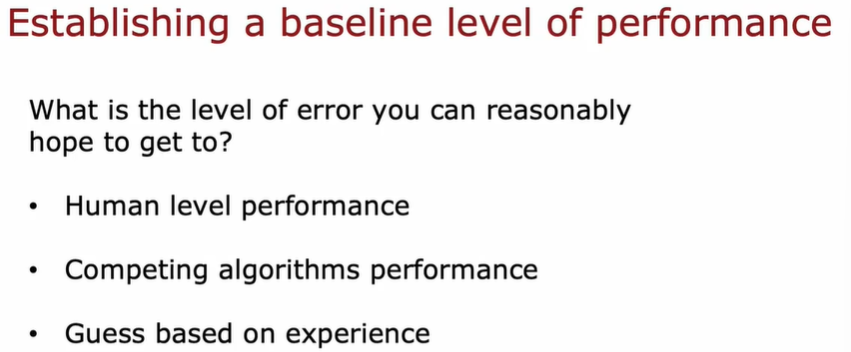 Establishing a baseline level of performance
What is the level of error you can reasonably
hope to get to?
• Human level performance
• Competing algorithms performance
• Guess based on experience